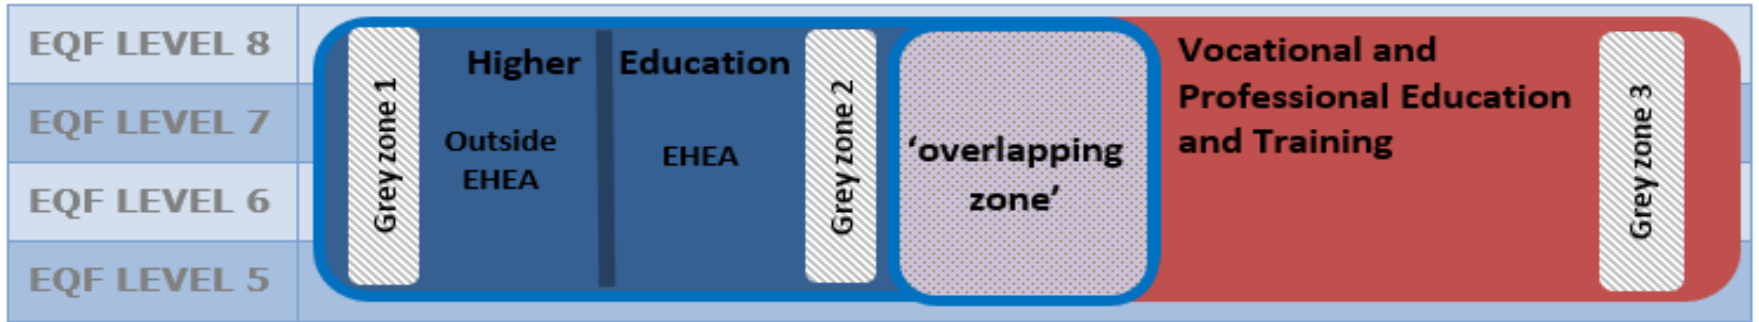 EQF LEVEL 8
EQF LEVEL 7
EQF LEVEL 6
EQF LEVEL 5
Grey zone 1
Higher Education
Outside
EHEA
EHEA
Grey zone 2
‘overlapping
zone’
Vocational and
Professional Education
and Training
Grey zone 3